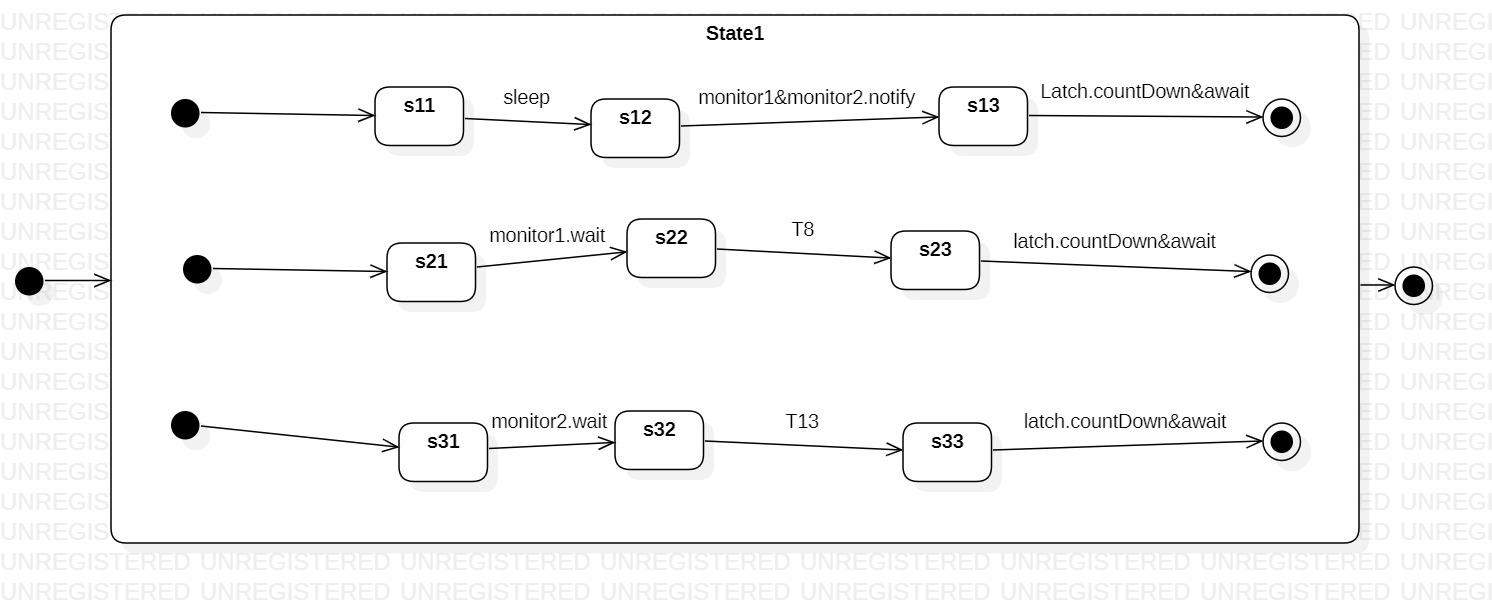 State1
s11
sleep
s12
monitor1&monitor2.notify
s13
Latch.countDown&await
s21
monitor1.wait
s22
T8
s23
latch.countDown&await
s31
monitor2.wait
s32
T13
s33
latch.countDown&await
UNREGISTERED UNREGISTERED UNREGISTERED UNREGISTERED UNREGISTERED UNREGISTERED UNREGISTERED
UNREGISTERED UNREGISTERED UNREGISTERED UNREGISTERED UNREGISTERED UNREGISTERED UNREGISTERED